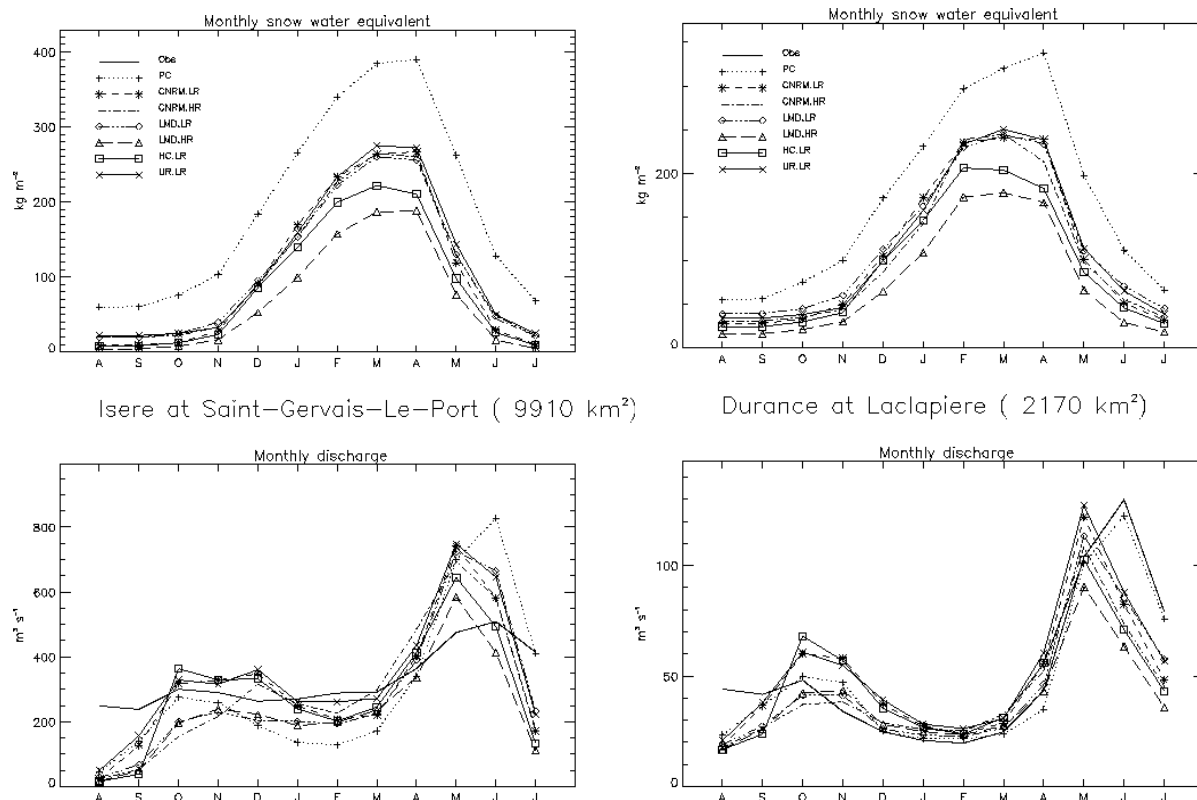 Monthly snow water equivalent
400
300
200
100
0
kg m⁻²
Obs
PC
CNRM.LR
CNRM.HR
LMD.LR
LMD.HR
HC.LR
UR.LR
A S O N D J F M A M J J
Monthly snow water equivalent
200
0
kg m⁻²
Obs
PC
CNRM.LR
CNRM.HR
LMD.LR
LMD.HR
HC.LR
UR.LR
A S O N D J F M A M J J
Isere at Saint-Gervais-Le-Port ( 9910 km²)
Durance at Laclapiere ( 2170 km²)
Monthly discharge
800
600
400
200
0
m³ s⁻¹
A S O N D J F M A M J J
Monthly discharge
100
50
0
m³ s⁻¹
A S O N D J F M A M J J